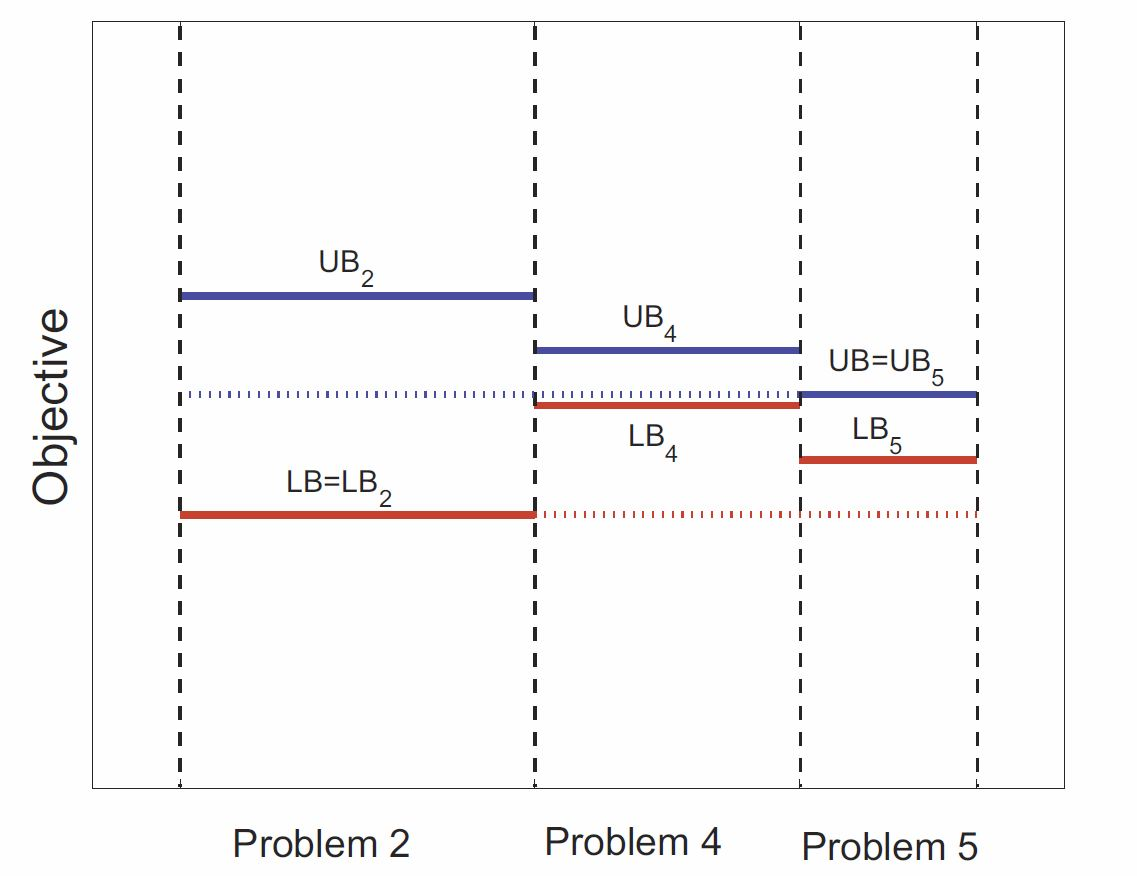 UB2
UB4
UB=UB5
LB4
LB5
LB=LB2
Objective
Problem 2
Problem 4
Problem 5